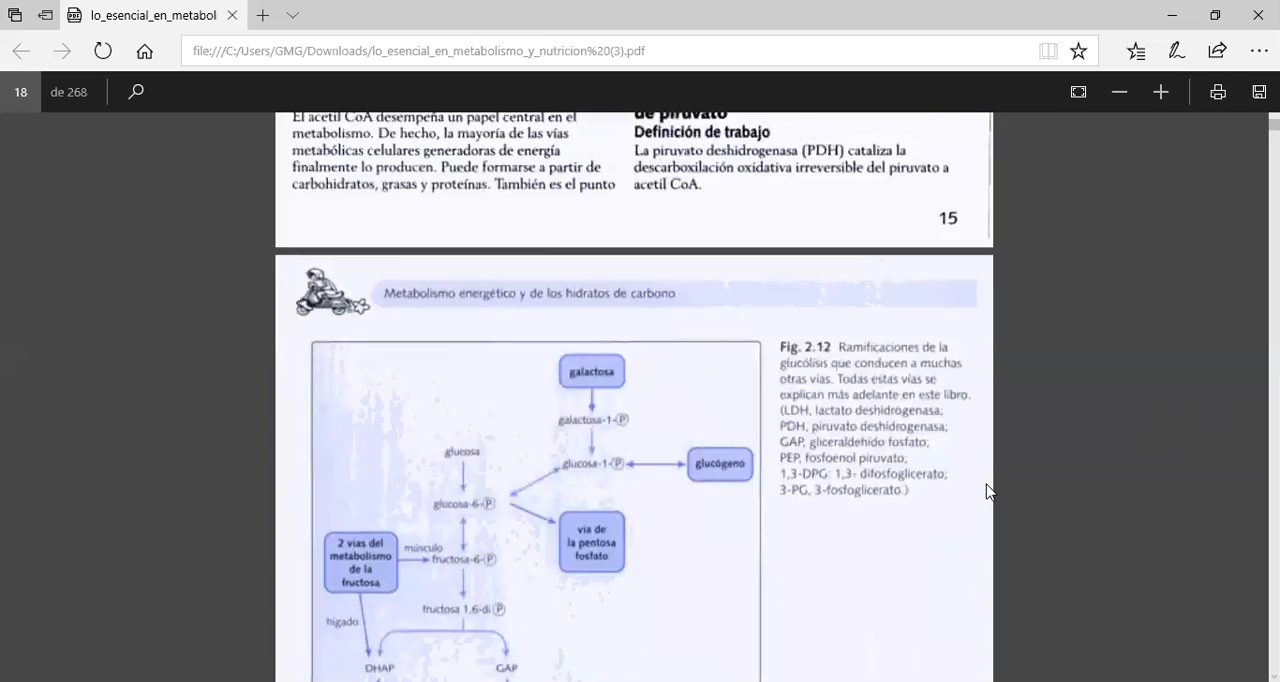 lo_esencial_en_metabol
file:///C:/Users/GMG/Downloads/lo_esencial_en_metabolismo_y_nutricion%20(3).pdf
18 de 268
El acetil CoA desempeña un papel central en el
metabolismo. De hecho, la mayoría de las vías
metabólicas celulares generadoras de energía
finalmente lo producen. Puede formarse a partir de
carbohidratos, grasas y proteínas. También es el punto
de piruvato
Definición de trabajo
La piruvato deshidrogenasa (PDH) cataliza la
descarboxilación oxidativa irreversible del piruvato a
acetil CoA.
15
Metabolismo energético y de los hidratos de carbono
galactosa
galactosa-1-P
glucosa
glucosa-1-P
glucógeno
glucosa-6-P
vía de
la pentosa
fosfato
2 vías del
metabolismo
de la
fructosa
músculo
fructosa-6-P
fructosa 1,6-di P
hígado
DHAP
GAP
Fig. 2.12 Ramificaciones de la
glucólisis que conducen a muchas
otras vías. Todas estas vías se
explican más adelante en este libro.
(LDH, lactato deshidrogenasa;
PDH, piruvato deshidrogenasa;
GAP, gliceraldehído fosfato;
PEP, fosfoenol piruvato;
1,3-DPG: 1,3- difosfoglicerato;
3-PG, 3-fosfoglicerato.)